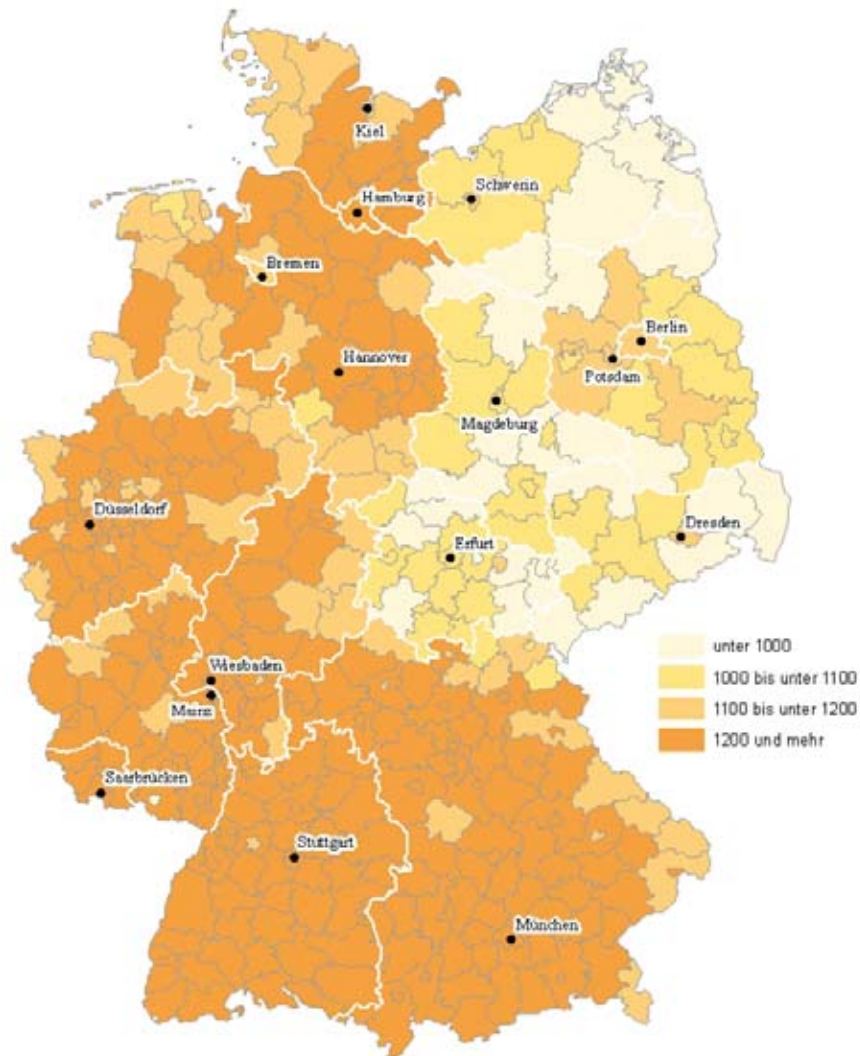 Kiel
Hamburg
Schwerin
Bremen
Berlin
Hannover
Potsdam
Magdeburg
Düsseldorf
Dresden
Erfurt
unter 1000
1000 bis unter 1100
1100 bis unter 1200
1200 und mehr
Wiesbaden
Mainz
Saarbrücken
Stuttgart
München